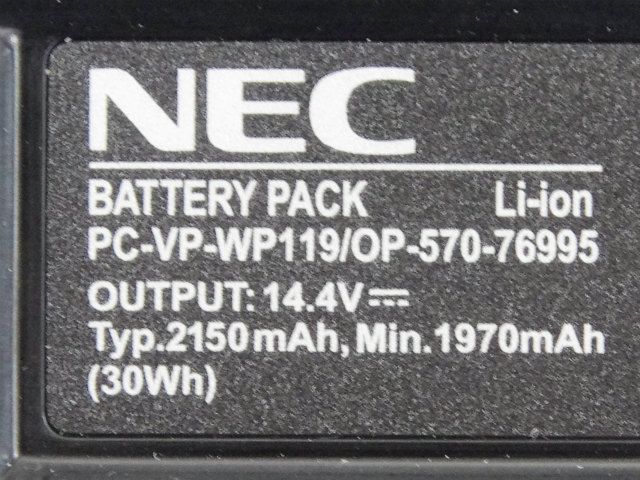 NEC
BATTERY PACK Li-ion
PC-VP-WP119/OP-570-76995
OUTPUT: 14.4V⎓
Typ.2150mAh, Min.1970mAh
(30Wh)